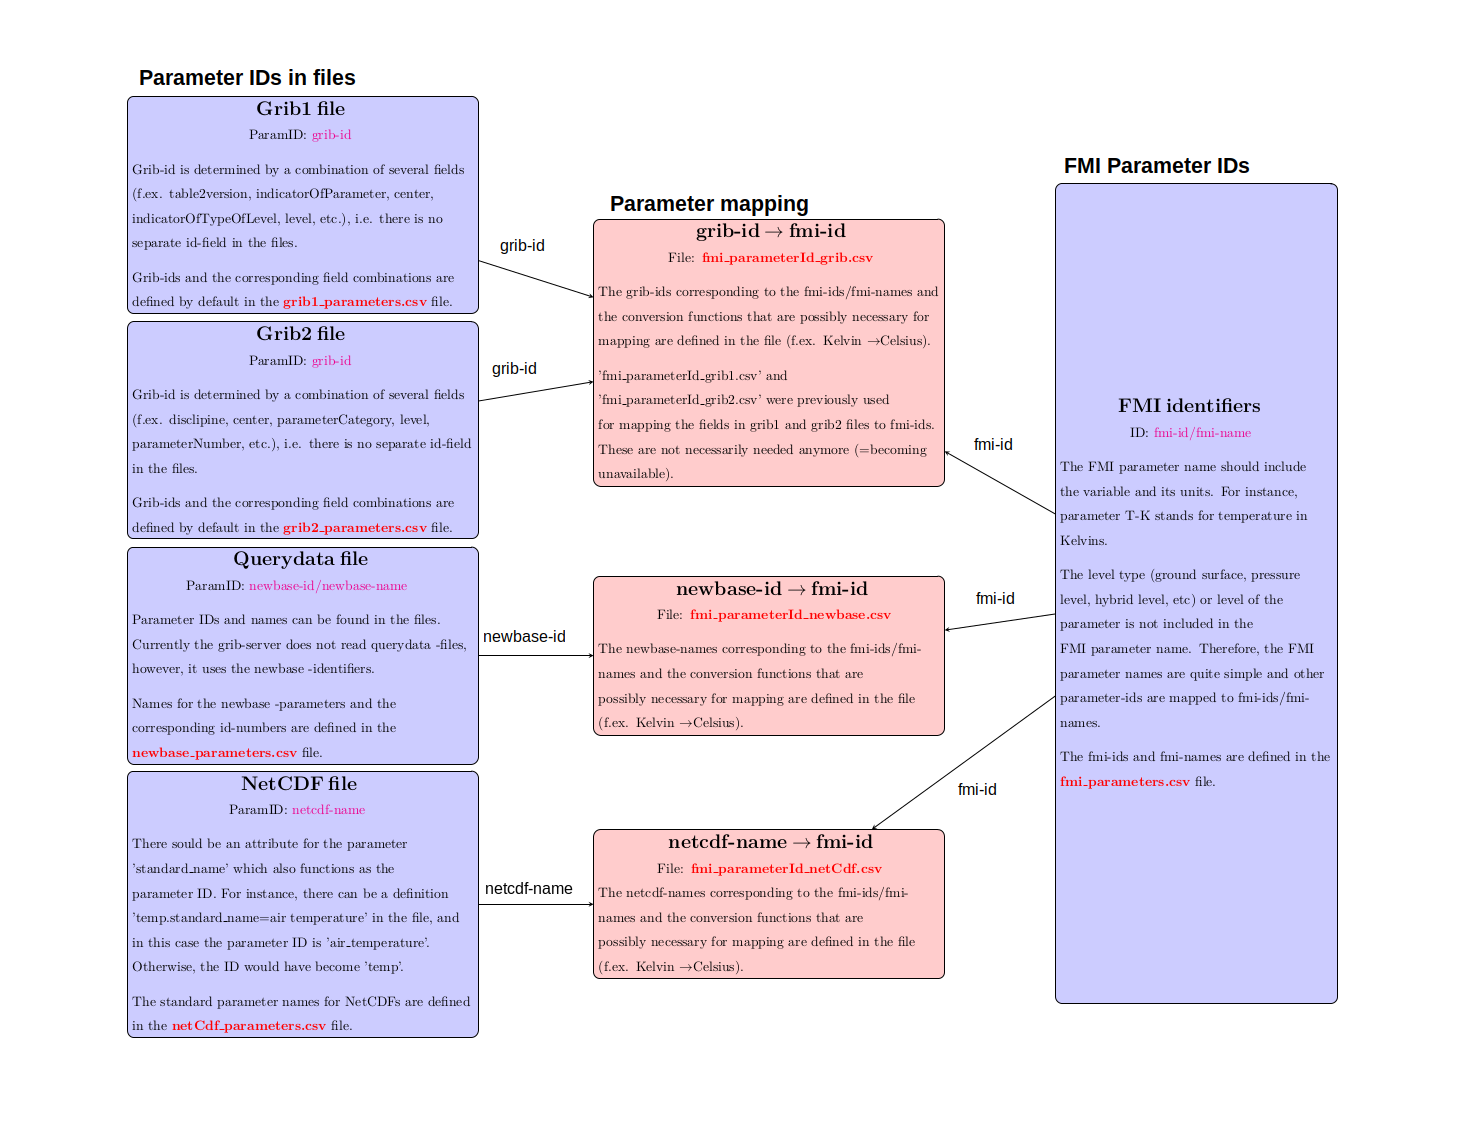 Parameter IDs in files
Grib1 file
ParamID: grib-id
Grib-id is determined by a combination of several fields
(f.ex. table2version, indicatorOfParameter, center,
indicatorOfTypeOfLevel, level, etc.), i.e. there is no
separate id-field in the files.
Grib-ids and the corresponding field combinations are
defined by default in the grib1_parameters.csv file.
Grib2 file
ParamID: grib-id
Grib-id is determined by a combination of several fields
(f.ex. disclipine, center, parameterCategory, level,
parameterNumber, etc.), i.e. there is no separate id-field
in the files.
Grib-ids and the corresponding field combinations are
defined by default in the grib2_parameters.csv file.
Querydata file
ParamID: newbase-id/newbase-name
Parameter IDs and names can be found in the files.
Currently the grib-server does not read querydata -files,
however, it uses the newbase -identifiers.
Names for the newbase -parameters and the
corresponding id-numbers are defined in the
newbase_parameters.csv file.
NetCDF file
ParamID: netcdf-name
There sould be an attribute for the parameter
'standard_name' which also functions as the
parameter ID. For instance, there can be a definition
'temp.standard_name=air temperature' in the file, and
in this case the parameter ID is 'air_temperature'.
Otherwise, the ID would have become 'temp'.
The standard parameter names for NetCDFs are defined
in the netCdf_parameters.csv file.
grib-id
grib-id
newbase-id
netcdf-name
Parameter mapping
grib-id → fmi-id
File: fmi_parameterId_grib.csv
The grib-ids corresponding to the fmi-ids/fmi-names and
the conversion functions that are possibly necessary for
mapping are defined in the file (f.ex. Kelvin →Celsius).
'fmi_parameterId_grib1.csv' and
'fmi_parameterId_grib2.csv' were previously used
for mapping the fields in grib1 and grib2 files to fmi-ids.
These are not necessarily needed anymore (=becoming
unavailable).
newbase-id → fmi-id
File: fmi_parameterId_newbase.csv
The newbase-names corresponding to the fmi-ids/fmi-
names and the conversion functions that are
possibly necessary for mapping are defined in the file
(f.ex. Kelvin →Celsius).
netcdf-name → fmi-id
File: fmi_parameterId_netCdf.csv
The netcdf-names corresponding to the fmi-ids/fmi-
names and the conversion functions that are
possibly necessary for mapping are defined in the file
(f.ex. Kelvin →Celsius).
fmi-id
fmi-id
fmi-id
FMI Parameter IDs
FMI identifiers
ID: fmi-id/fmi-name
The FMI parameter name should include
the variable and its units. For instance,
parameter T-K stands for temperature in
Kelvins.
The level type (ground surface, pressure
level, hybrid level, etc) or level of the
parameter is not included in the
FMI parameter name. Therefore, the FMI
parameter names are quite simple and other
parameter-ids are mapped to fmi-ids/fmi-
names.
The fmi-ids and fmi-names are defined in the
fmi_parameters.csv file.